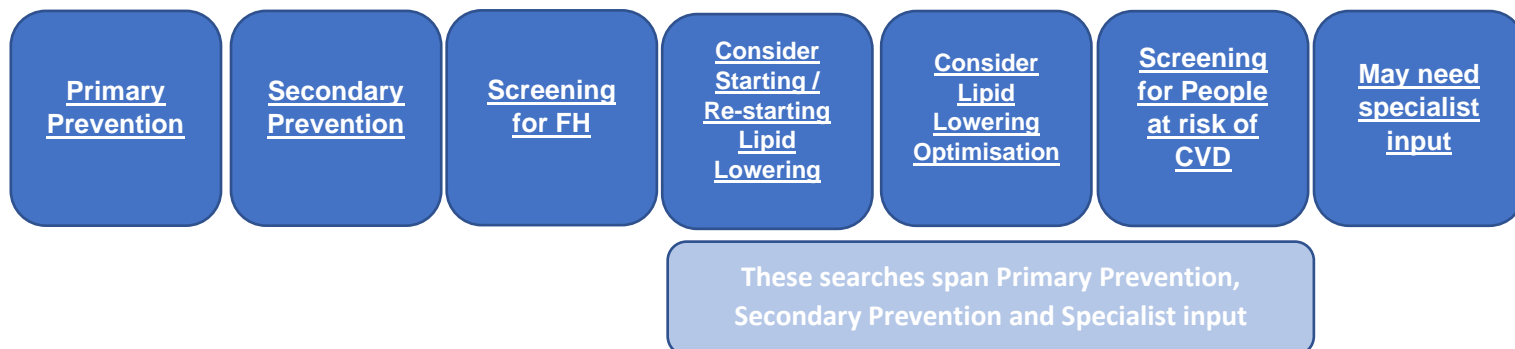 Primary
Prevention
Secondary
Prevention
Screening
for FH
Consider
Starting /
Re-starting
Lipid
Lowering
Consider
Lipid
Lowering
Optimisation
Screening
for People
at risk of
CVD
May need
specialist
input
These searches span Primary Prevention,
Secondary Prevention and Specialist input